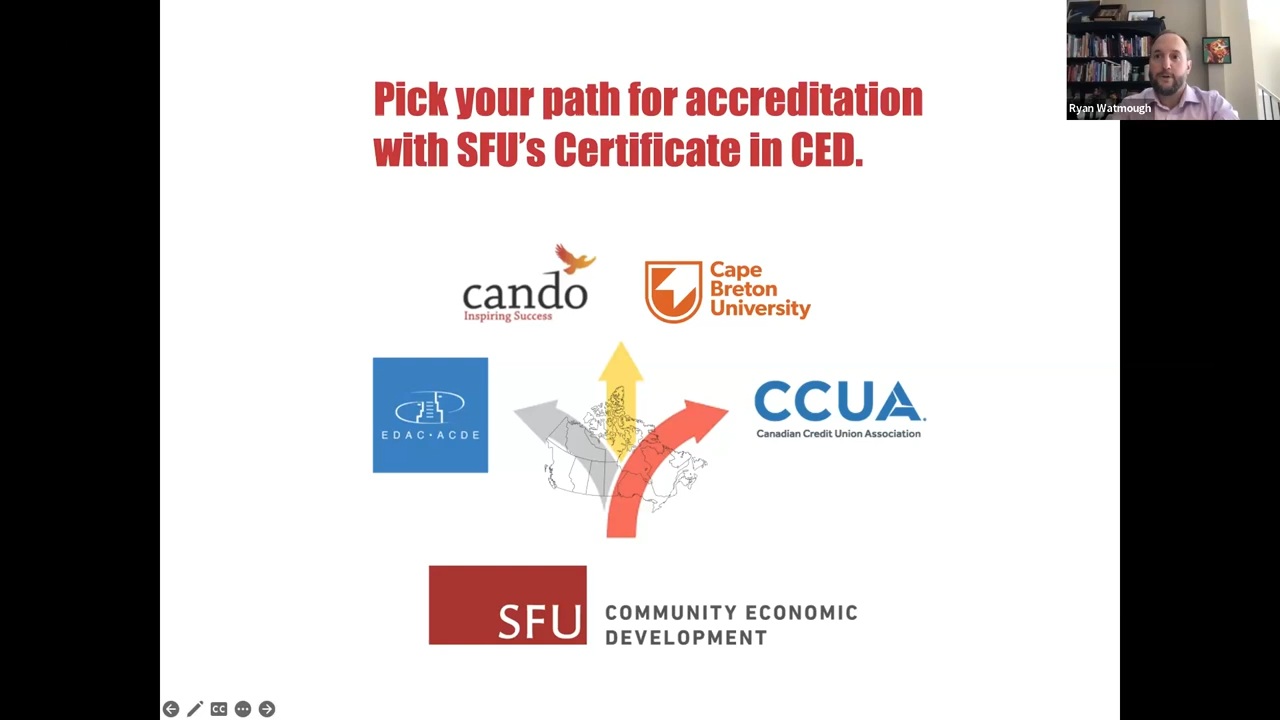 Pick your path for accreditation
with SFU's Certificate in CED.
Ryan Watmough
cando
Inspiring Success
Cape
Breton
University
EDAC•ACDE
CCUA.
Canadian Credit Union Association
SFU
COMMUNITY ECONOMIC
DEVELOPMENT
CC